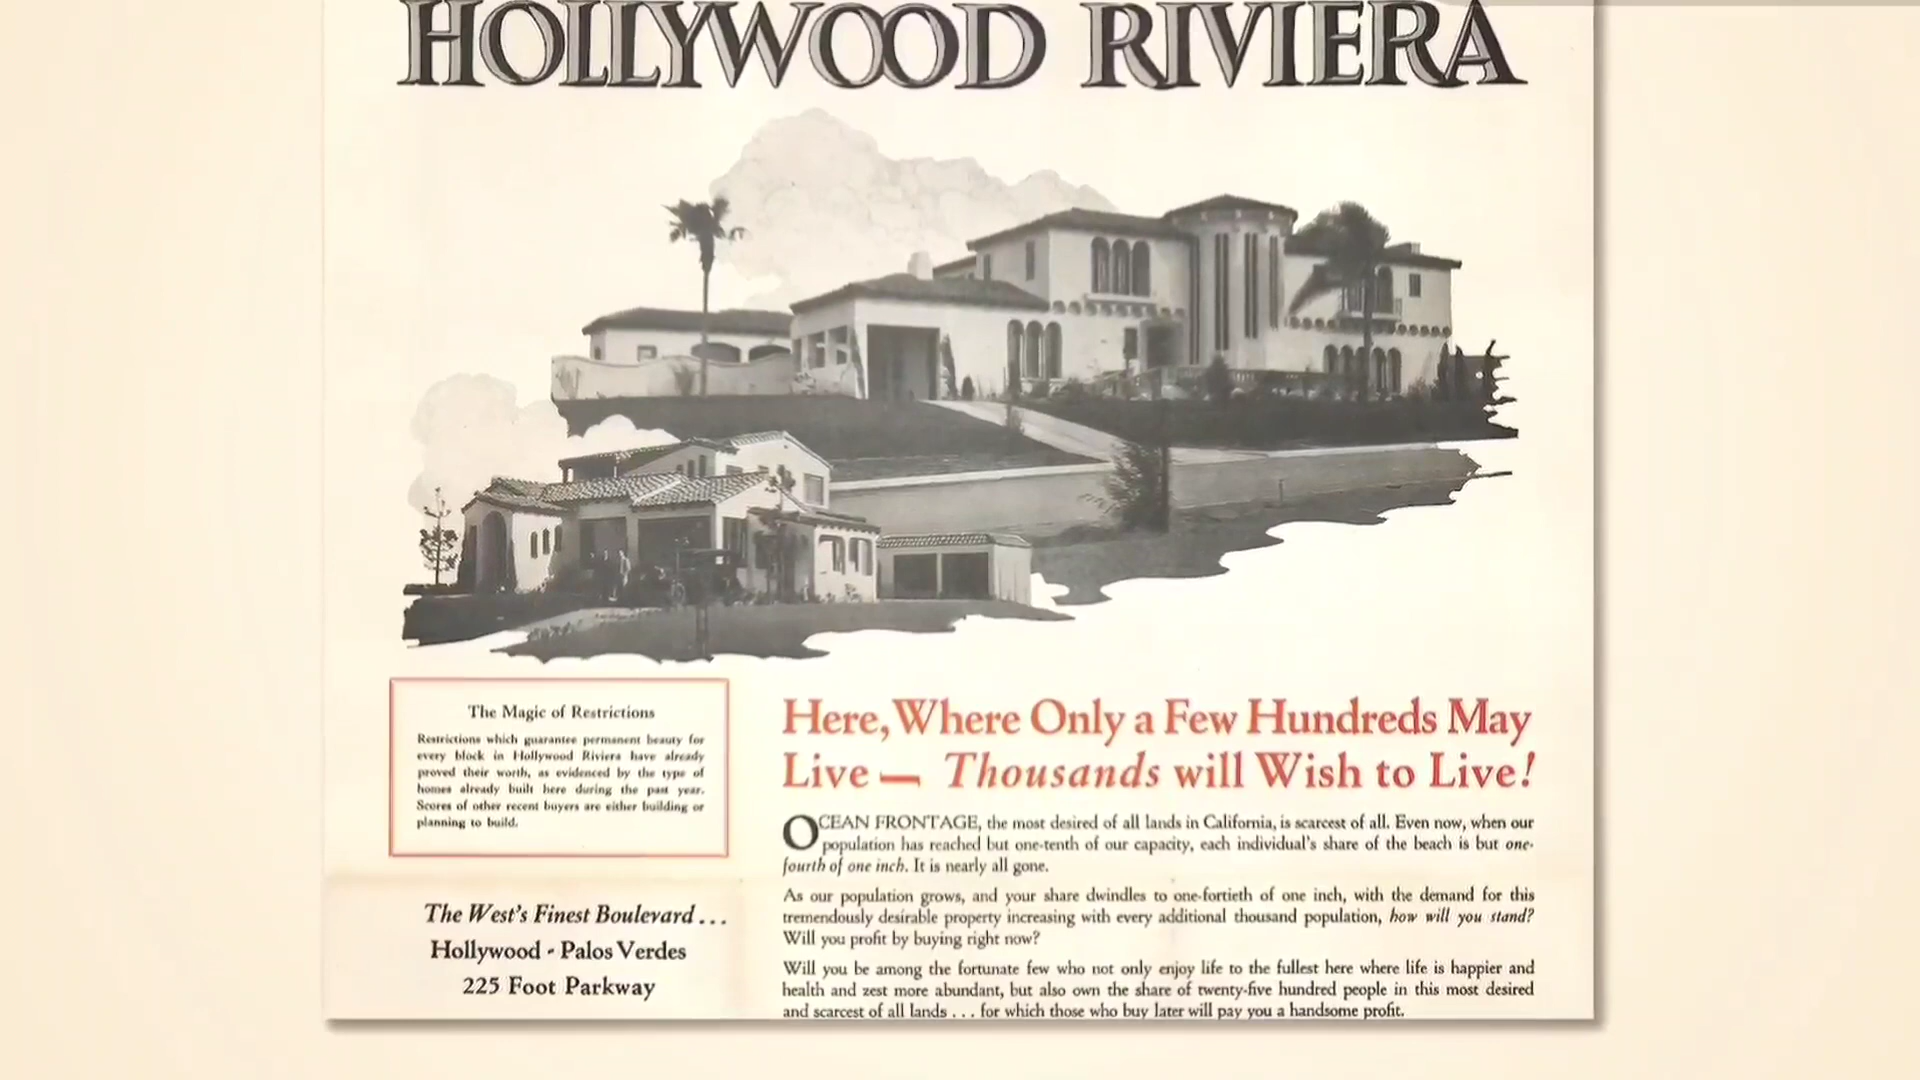 HOLLYWOOD RIVIERA
The Magic of Restrictions
Restrictions which guarantee permanent beauty for
every block in Hollywood Riviera have already
proved their worth, as evidenced by the type of
homes already built here during the past year.
Scores of other recent buyers are either building or
planning to build.
The West's Finest Boulevard . . .
Hollywood - Palos Verdes
225 Foot Parkway
Here, Where Only a Few Hundreds May
Live — Thousands will Wish to Live!
OCEAN FRONTAGE, the most desired of all lands in California, is scarcest of all. Even now, when our
population has reached but one-tenth of our capacity, each individual's share of the beach is but one-
fourth of one inch. It is nearly all gone.
As our population grows, and your share dwindles to one-fortieth of one inch, with the demand for this
tremendously desirable property increasing with every additional thousand population, how will you stand?
Will you profit by buying right now?
Will you be among the fortunate few who not only enjoy life to the fullest here where life is happier and
health and zest more abundant, but also own the share of twenty-five hundred people in this most desired
and scarcest of all lands . . . for which those who buy later will pay you a handsome profit.